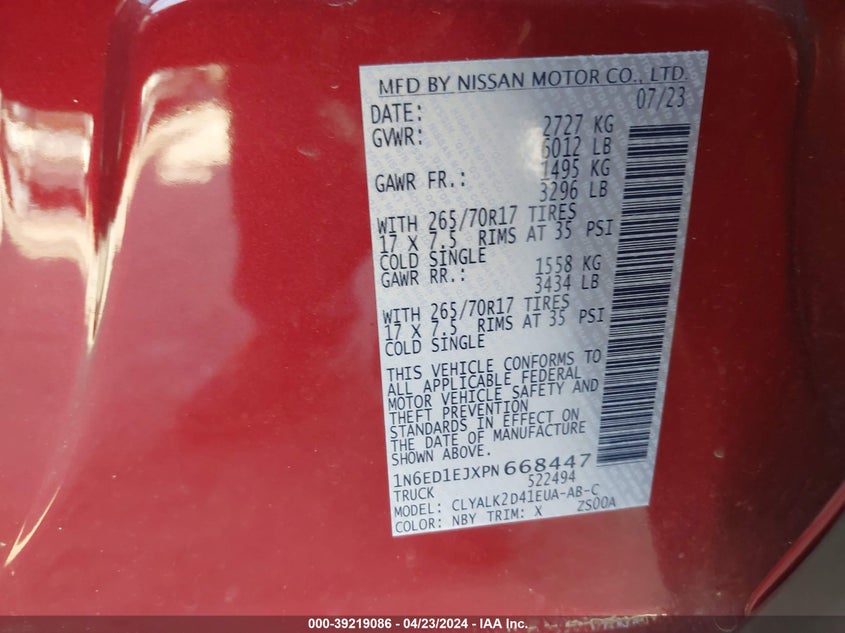 MFD BY NISSAN MOTOR CO., LTD.
DATE: 07/23
GVWR: 2727 KG
6012 LB
GAWR FR.: 1495 KG
3296 LB
WITH 265/70R17 TIRES
17 X 7.5 RIMS AT 35 PSI
COLD SINGLE
GAWR RR.: 1558 KG
3434 LB
WITH 265/70R17 TIRES
17 X 7.5 RIMS AT 35 PSI
COLD SINGLE
THIS VEHICLE CONFORMS TO
ALL APPLICABLE FEDERAL
MOTOR VEHICLE SAFETY AND
THEFT PREVENTION
STANDARDS IN EFFECT ON
THE DATE OF MANUFACTURE
SHOWN ABOVE.
1N6ED1EJXPN668447
TRUCK 522494
MODEL: CLYALK2D41EUA-AB-C
COLOR: NBY TRIM: X ZS00A
000-39219086 - 04/23/2024 - IAA Inc.